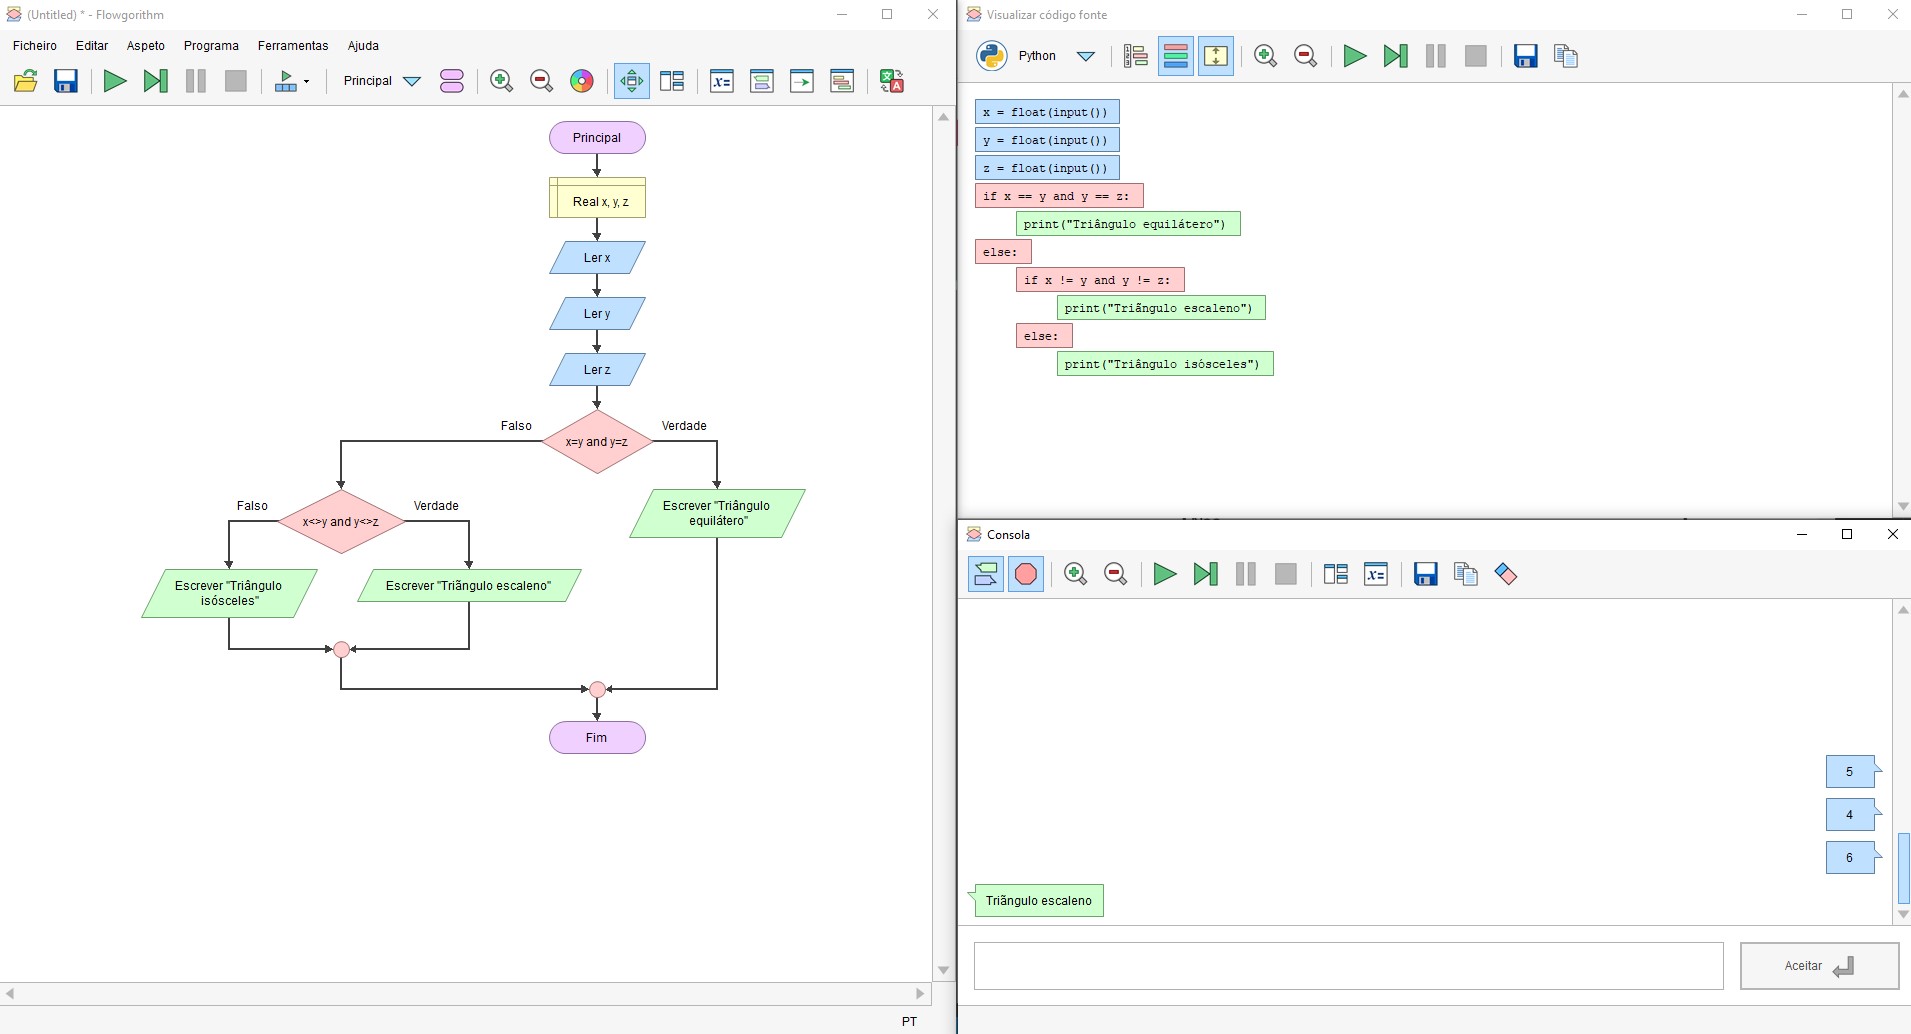 (Untitled) * - Flowgorithm
Ficheiro Editar Aspeto Programa Ferramentas Ajuda
Principal
Principal
Real x, y, z
Ler x
Ler y
Ler z
Falso
Verdade
x=y and y=z
Falso
Verdade
x<>y and y<>z
Escrever "Triângulo
equilátero"
Escrever "Triângulo
isósceles"
Escrever "Triãngulo escaleno"
Fim
PT
Visualizar código fonte
Python
x = float(input())
y = float(input())
z = float(input())
if x == y and y == z:
print("Triângulo equilátero")
else:
if x != y and y != z:
print("Triãngulo escaleno")
else:
print("Triângulo isósceles")
Consola
x=
5
4
6
Triãngulo escaleno
Aceitar